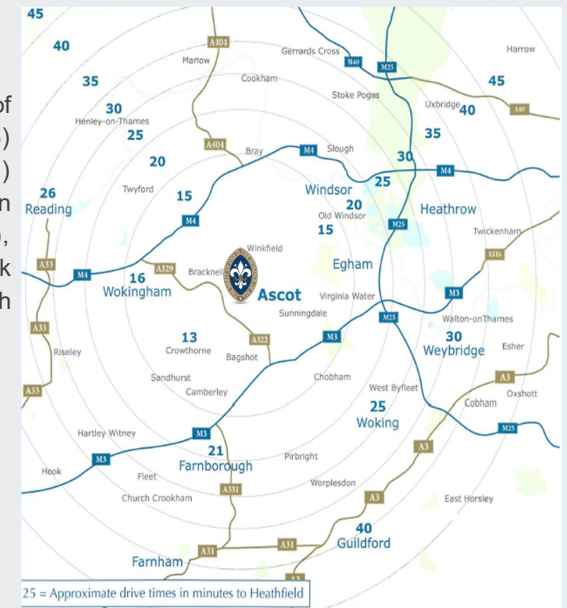 45
40
35
30
Henley-on-Thames
25
20
15
A404
Marlow
Cookham
A404
Bray
Gerrards Cross
M40
M25
Stoke Poges
Harrow
45
Uxbridge
40
A40
35
30
M4
Slough
M4
25
Windsor
20
Old Windsor
15
Heathrow
M25
Twickenham
A316
of
)
)
n
),
k
h
26
Reading
Twyford
M4
A33
M4
16
Wokingham
A329
Bracknell
Winkfield
Ascot
Egham
Virginia Water
Sunningdale
M3
M25
Walton-onThames
30
Weybridge
Esher
A33
Riseley
13
Crowthorne
A322
Bagshot
M3
Sandhurst
Camberley
Chobham
West Byfleet
A3
Oxshott
Cobham
A33
25
Woking
M25
Hartley Witney
M3
21
Farnborough
A3
Hook
M3
Fleet
Church Crookham
A331
Pirbright
Worplesdon
A3
East Horsley
40
Guildford
A31
A31
Farnham
25 = Approximate drive times in minutes to Heathfield